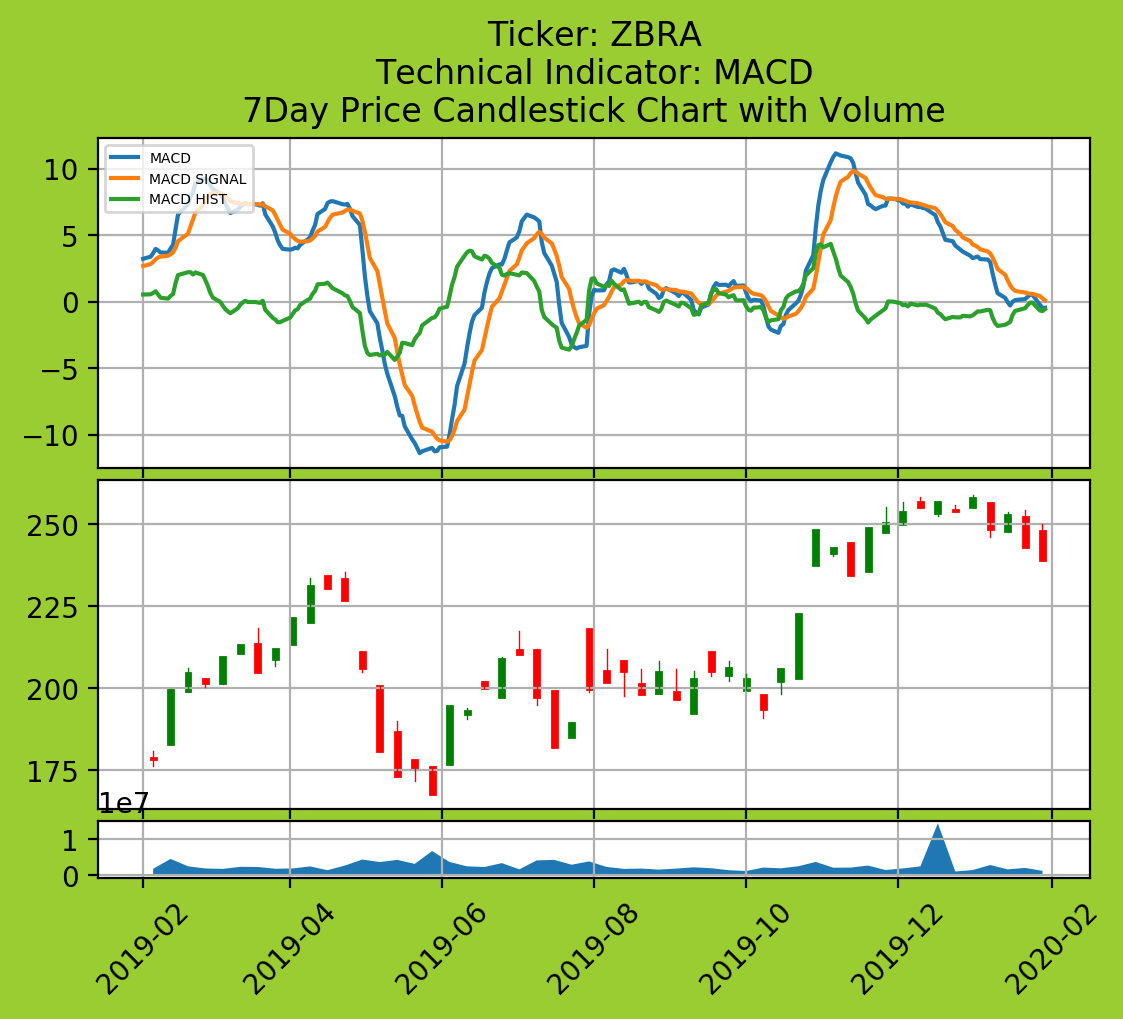 Ticker: ZBRA
Technical Indicator: MACD
7Day Price Candlestick Chart with Volume
MACD
MACD SIGNAL
MACD HIST
10
5
0
−5
−10
250
225
200
175
1e7
1
0
2019-02
2019-04
2019-06
2019-08
2019-10
2019-12
2020-02